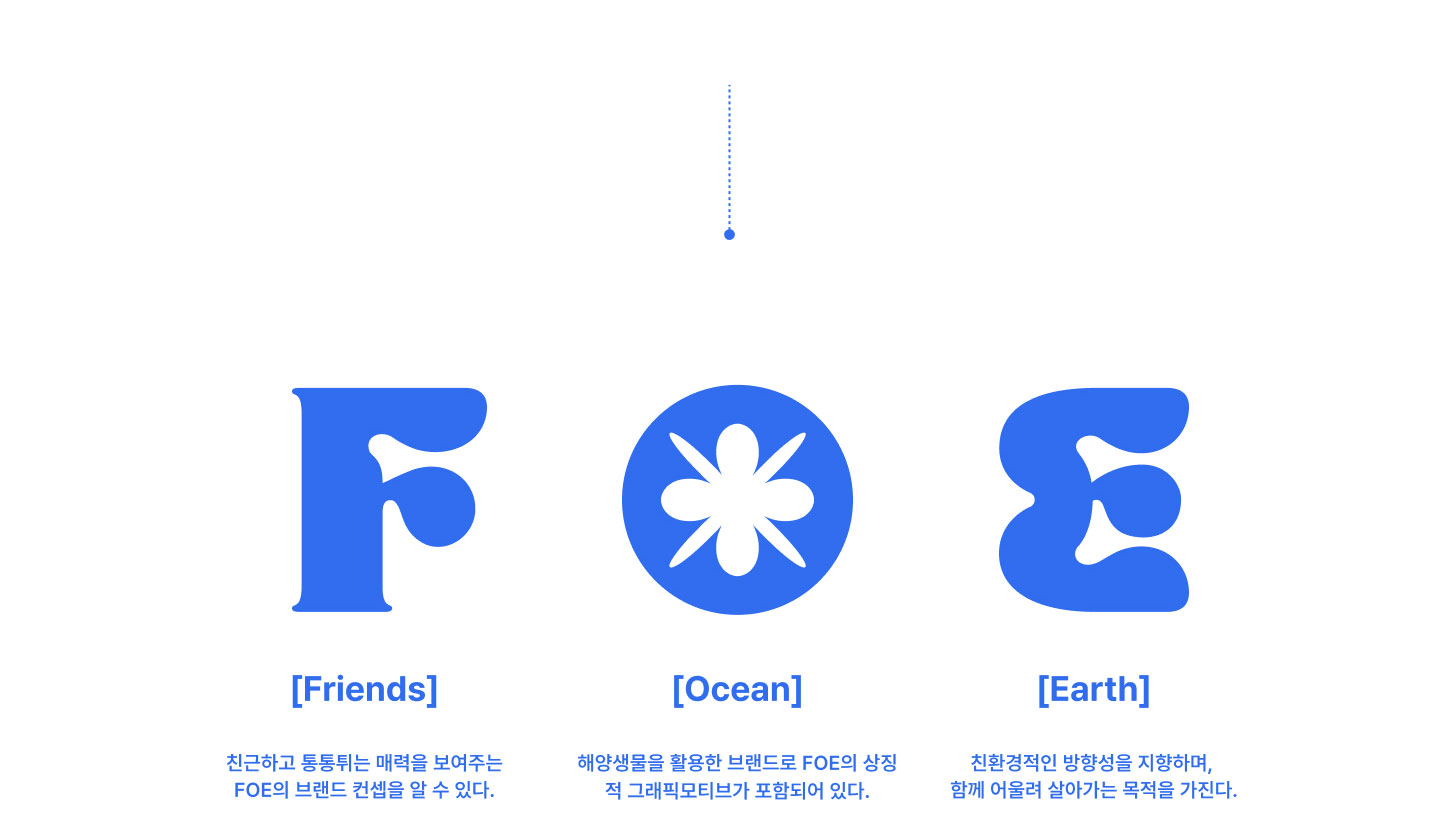 F O E
[Friends]
[Ocean]
[Earth]
친근하고 통통튀는 매력을 보여주는
FOE의 브랜드 컨셉을 알 수 있다.
해양생물을 활용한 브랜드로 FOE의 상징
적 그래픽모티브가 포함되어 있다.
친환경적인 방향성을 지향하며,
함께 어울려 살아가는 목적을 가진다.